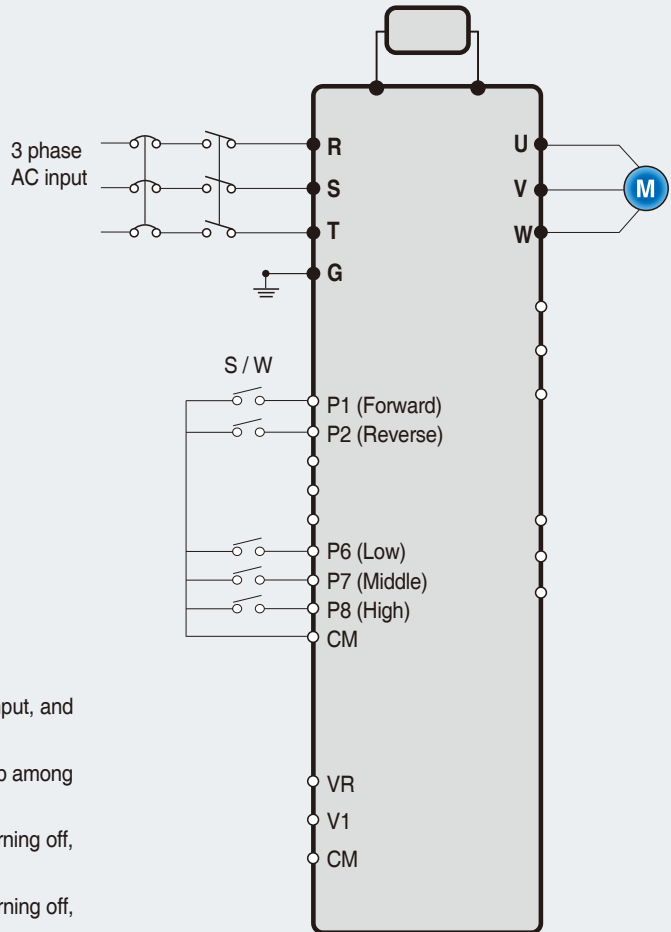 3 phase
AC input
R
S
T
G
U
V
W
M
S / W
P1 (Forward)
P2 (Reverse)
P6 (Low)
P7 (Middle)
P8 (High)
CM
VR
V1
CM
put, and
among
rning off,
rning off,